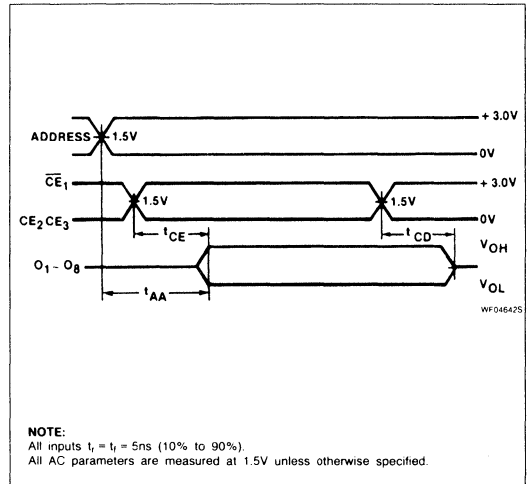 + 3.0V
ADDRESS 1.5V
0V
CE1 + 3.0V
1.5V 1.5V
CE2 CE3 0V
tCE tCD VOH
O1 - O8
tAA VOL
WF04642S
NOTE:
All inputs tr = tf = 5ns (10% to 90%).
All AC parameters are measured at 1.5V unless otherwise specified.